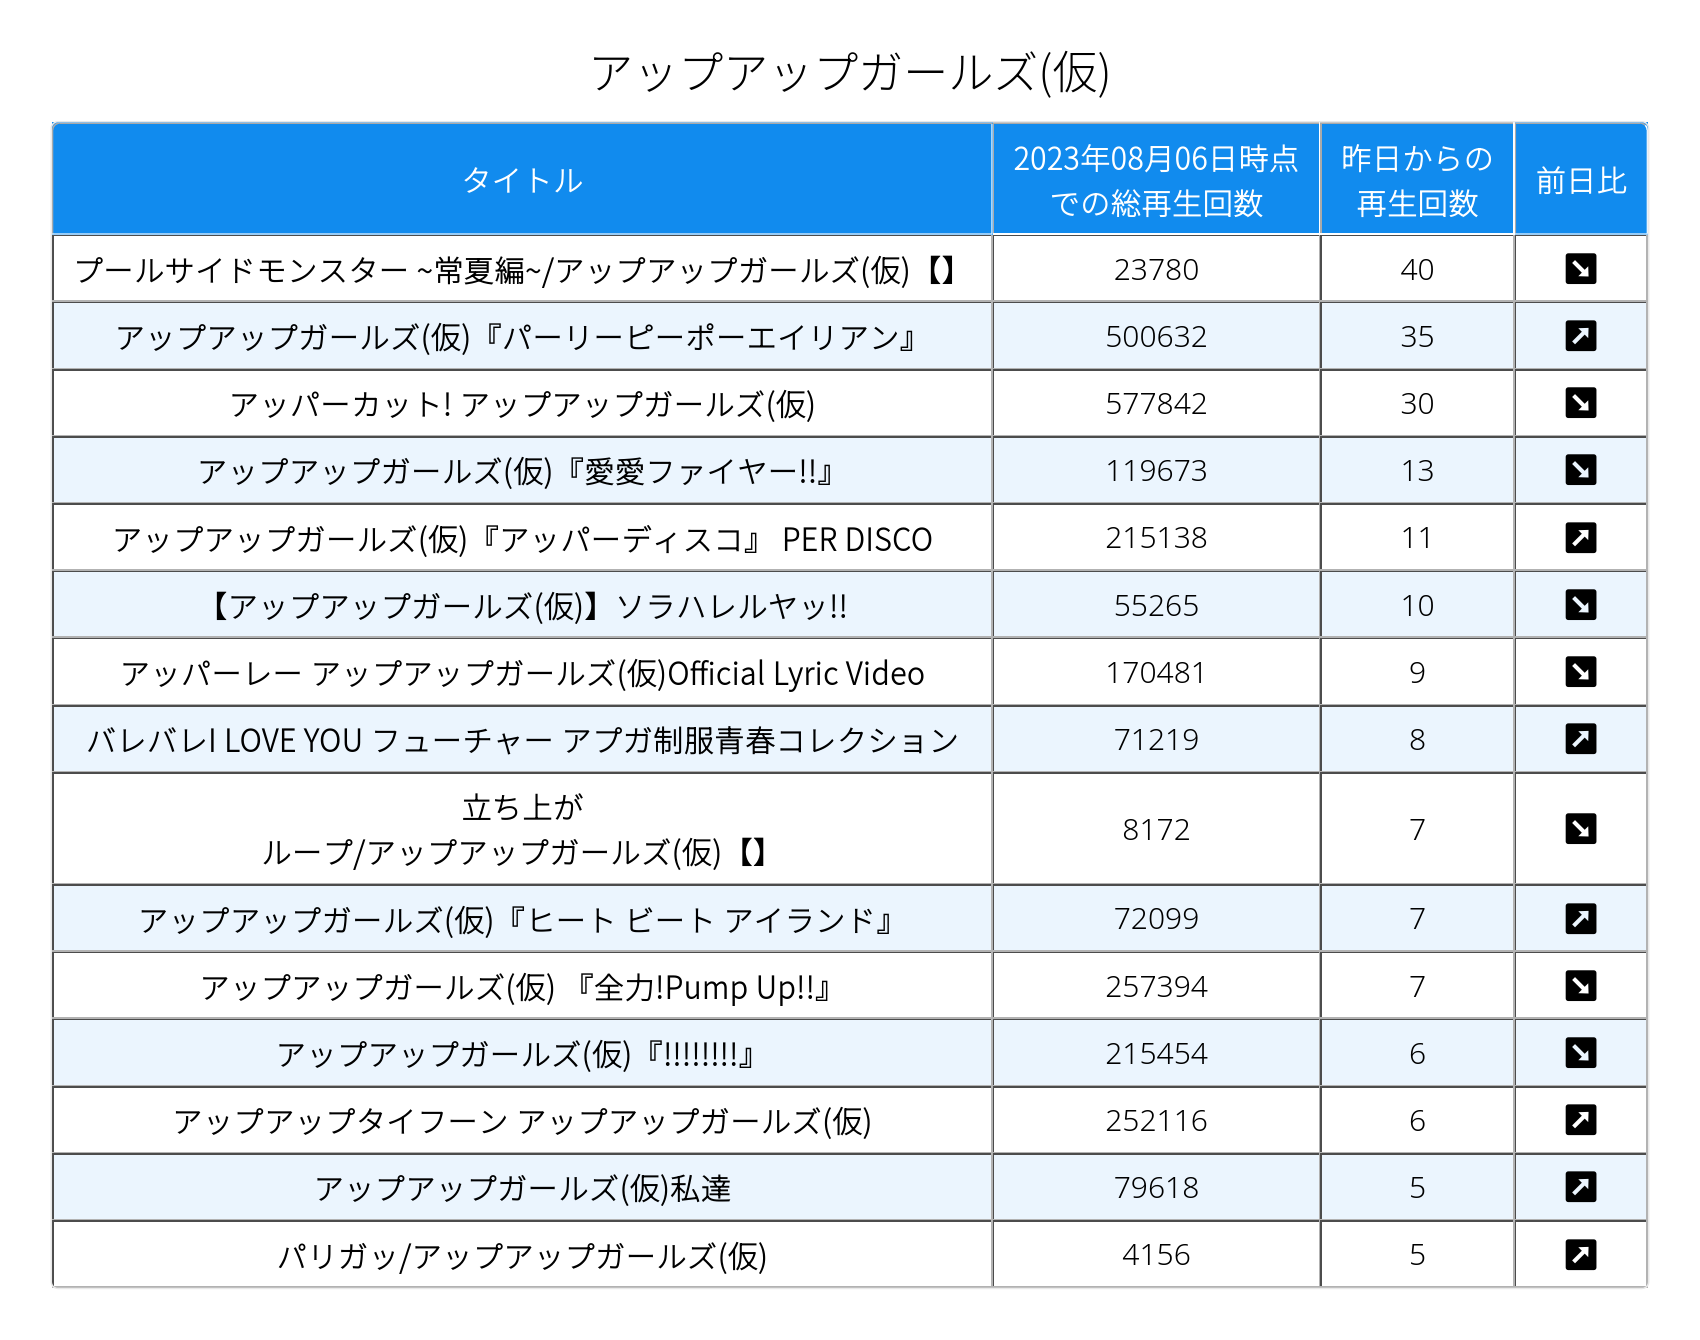 アップアップガールズ(仮)
タイトル 2023年08月06日時点での総再生回数 昨日からの再生回数 前日比
プールサイドモンスター ~常夏編~/アップアップガールズ(仮)【】 23780 40 ↘
アップアップガールズ(仮)『パーリーピーポーエイリアン』 500632 35 ↗
アッパーカット! アップアップガールズ(仮) 577842 30 ↘
アップアップガールズ(仮)『愛愛ファイヤー!!』 119673 13 ↘
アップアップガールズ(仮)『アッパーディスコ』 PER DISCO 215138 11 ↗
【アップアップガールズ(仮)】ソラハレルヤッ!! 55265 10 ↘
アッパーレー アップアップガールズ(仮)Official Lyric Video 170481 9 ↘
バレバレI LOVE YOU フューチャー アプガ制服青春コレクション 71219 8 ↗
立ち上が
ループ/アップアップガールズ(仮)【】 8172 7 ↘
アップアップガールズ(仮)『ヒート ビート アイランド』 72099 7 ↗
アップアップガールズ(仮) 『全力!Pump Up!!』 257394 7 ↘
アップアップガールズ(仮)『!!!!!!!!』 215454 6 ↘
アップアップタイフーン アップアップガールズ(仮) 252116 6 ↗
アップアップガールズ(仮)私達 79618 5 ↗
パリガッ/アップアップガールズ(仮) 4156 5 ↗